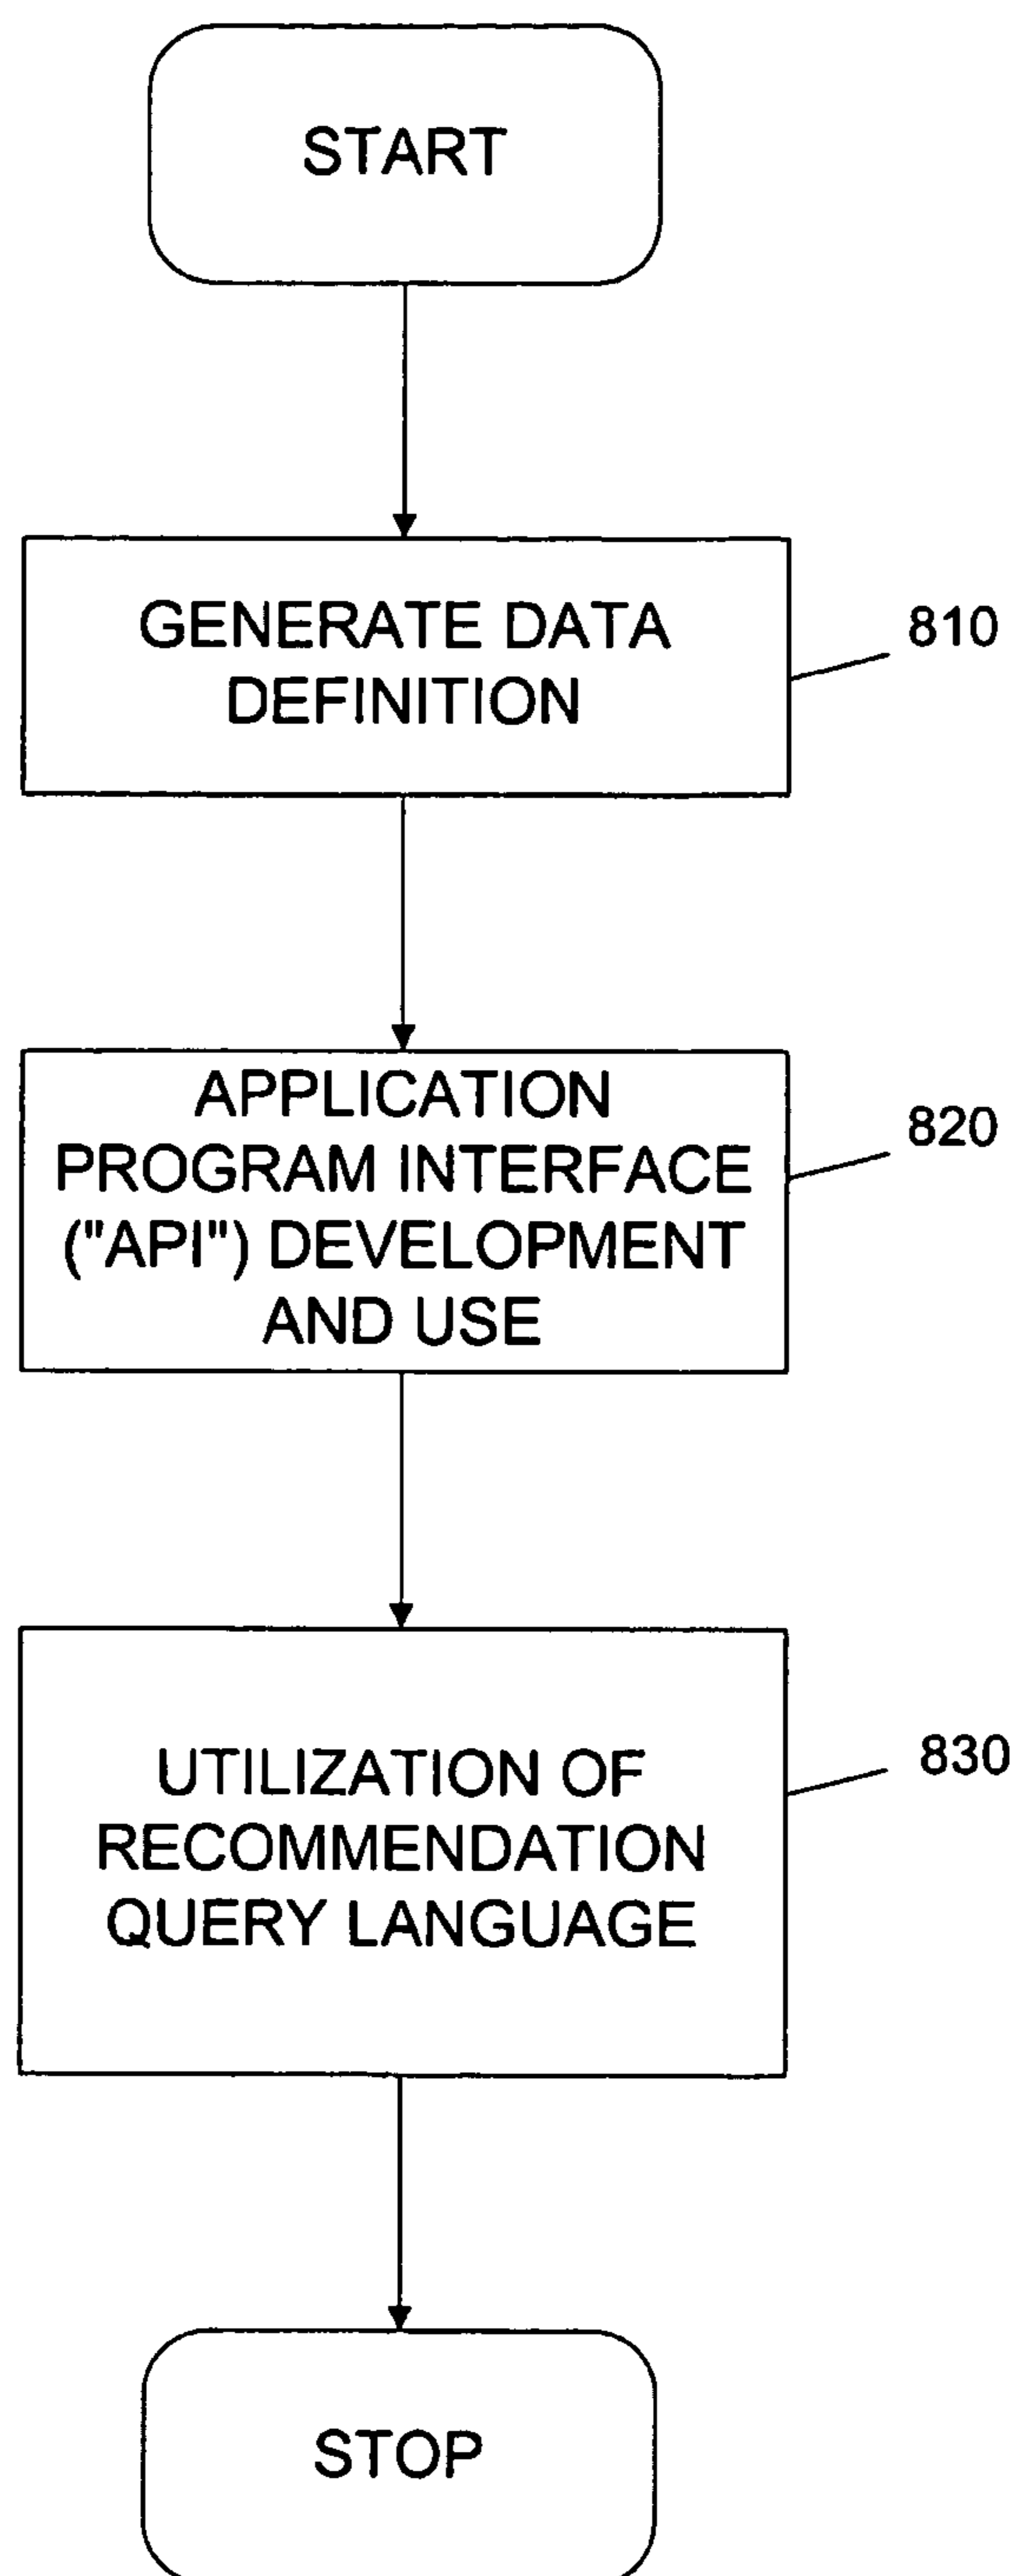 START
GENERATE DATA
DEFINITION
810
APPLICATION
PROGRAM INTERFACE
("API") DEVELOPMENT
AND USE
820
UTILIZATION OF
RECOMMENDATION
QUERY LANGUAGE
830
STOP